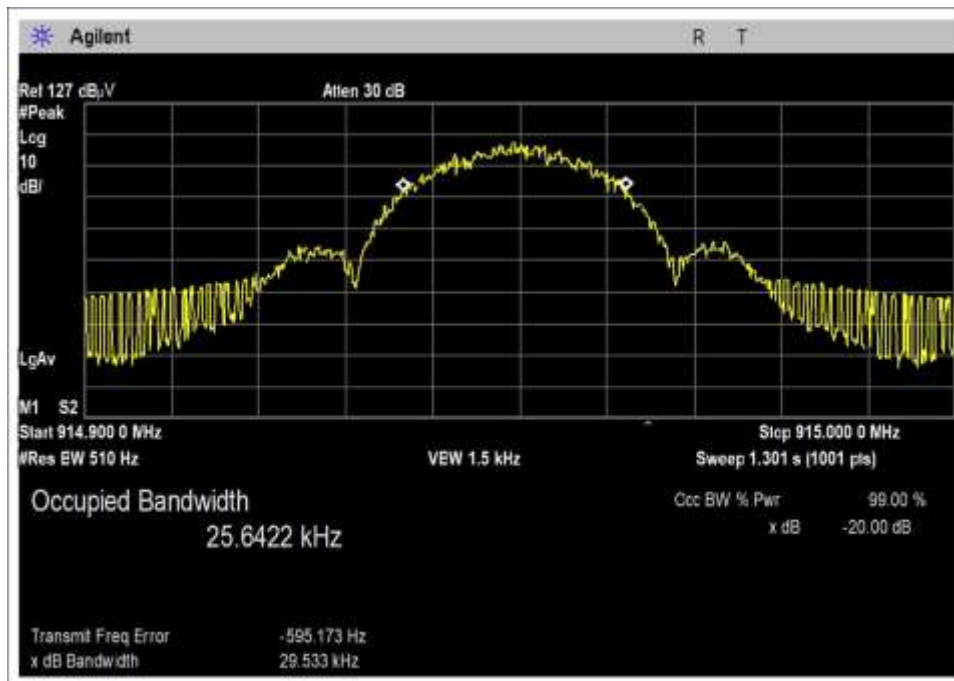 Agilent R T
Ref 127 dBµV Atten 30 dB
#Peak
Log
10
dB/
LgAv
M1 S2
Start 914.900 0 MHz Stop 915.000 0 MHz
#Res BW 510 Hz VBW 1.5 kHz Sweep 1.301 s (1001 pts)
Occupied Bandwidth Occ BW % Pwr 99.00 %
25.6422 kHz x dB -20.00 dB
Transmit Freq Error -595.173 Hz
x dB Bandwidth 29.533 kHz